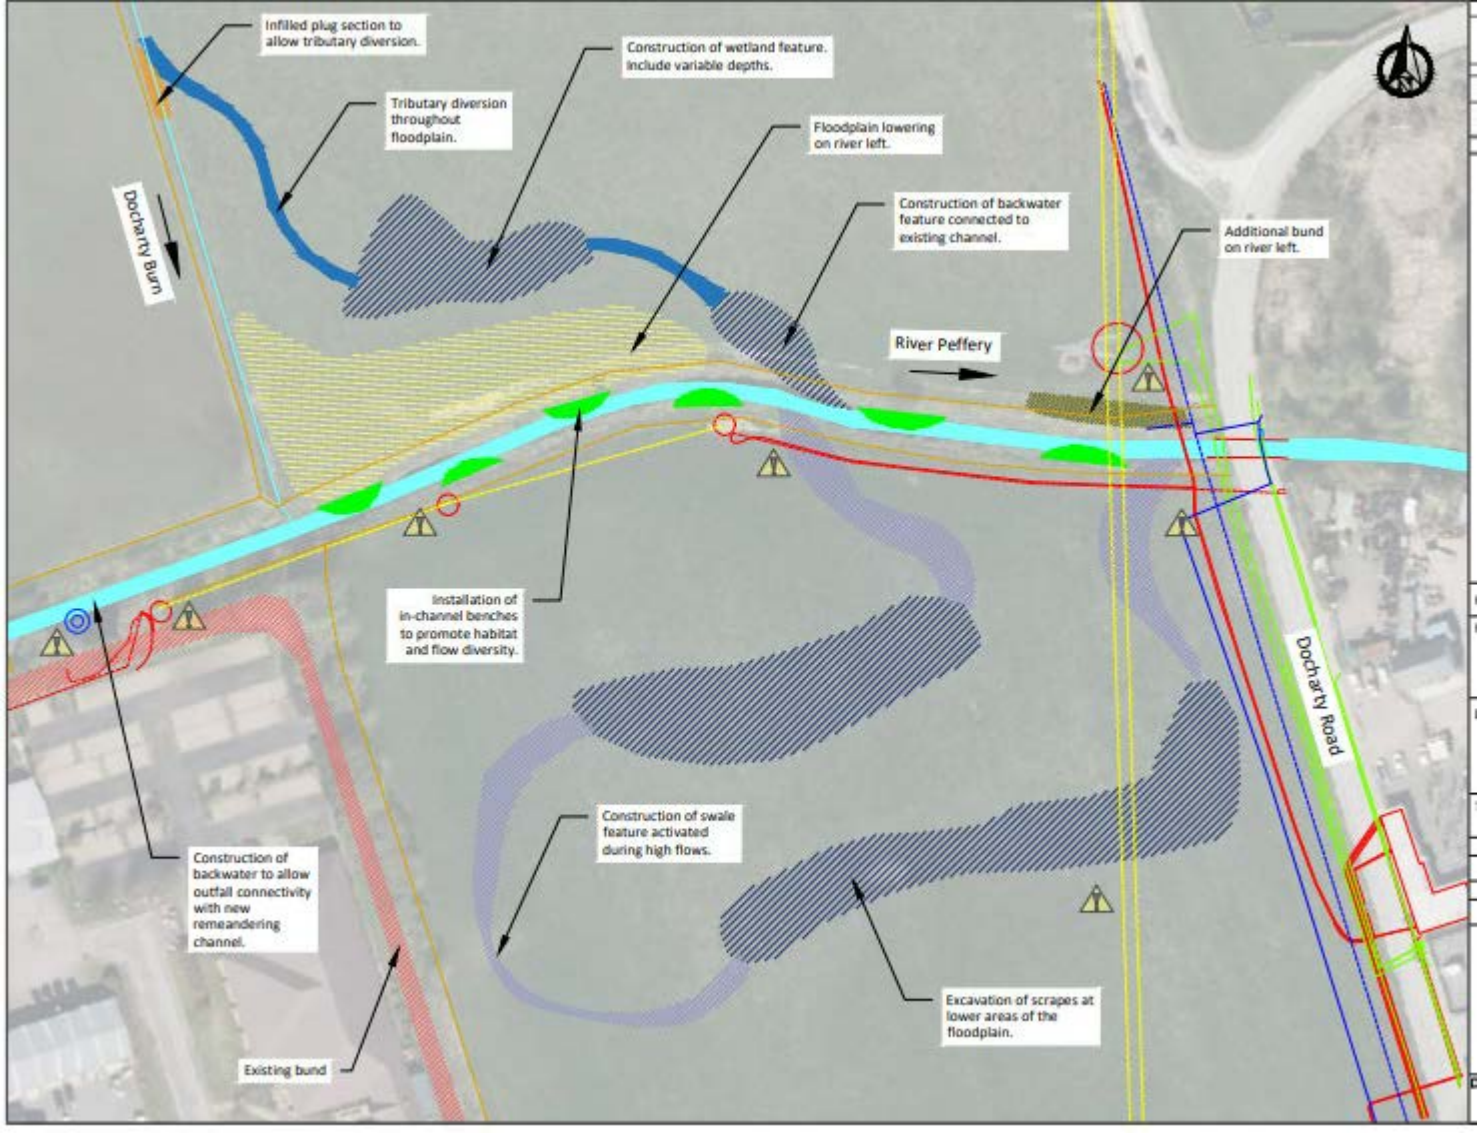 Infilled plug section to
allow tributary diversion.
Construction of wetland feature.
Include variable depths.
Tributary diversion
throughout
floodplain.
Floodplain lowering
on river left.
Docharty Burn
Construction of backwater
feature connected to
existing channel.
Additional bund
on river left.
River Peffery
Installation of
in-channel benches
to promote habitat
and flow diversity.
Docharty Road
Construction of swale
feature activated
during high flows.
Construction of
backwater to allow
outfall connectivity
with new
remeandering
channel.
Excavation of scrapes at
lower areas of the
floodplain.
Existing bund